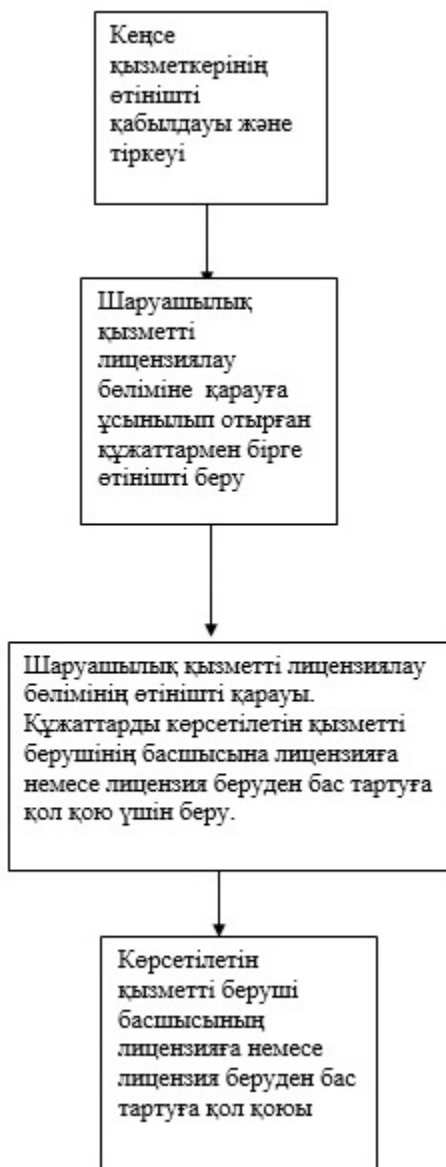 Кеңсе
қызметкерінің
өтінішті
қабылдауы және
тіркеуі
Шаруашылық
қызметті
лицензиялау
бөліміне қарауға
ұсынылып отырған
құжаттармен бірге
өтінішті беру
Шаруашылық қызметті лицензиялау
бөлімінің өтінішті қарауы.
Құжаттарды көрсетілетін қызметті
берушінің басшысына лицензияға
немесе лицензия беруден бас тартуға
қол қою үшін беру.
Көрсетілетін
қызметті беруші
басшысының
лицензияға немесе
лицензия беруден бас
тартуға қол қоюы